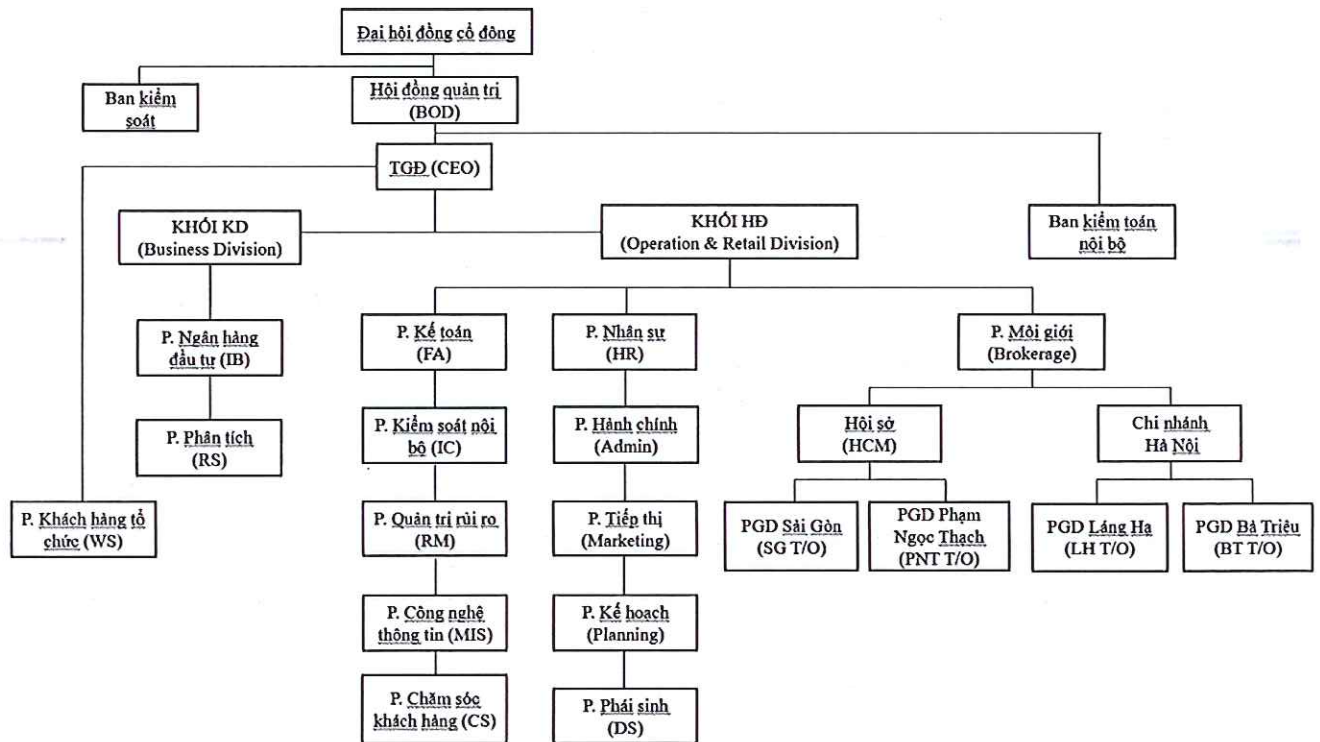 Đại hội đồng cổ đông
Ban kiểm
soát
Hội đồng quản trị
(BOD)
TGĐ (CEO)
KHỐI KD
(Business Division)
KHỐI HĐ
(Operation & Retail Division)
Ban kiểm toán
nội bộ
P. Ngân hàng
đầu tư (IB)
P. Kế toán
(FA)
P. Nhân sự
(HR)
P. Môi giới
(Brokerage)
P. Phân tích
(RS)
P. Kiểm soát nội
bộ (IC)
P. Hành chính
(Admin)
Hội sở
(HCM)
Chi nhánh
Hà Nội
P. Khách hàng tổ
chức (WS)
P. Quản trị rủi ro
(RM)
P. Tiếp thị
(Marketing)
PGD Sài Gòn
(SG T/O)
PGD Phạm
Ngọc Thạch
(PNT T/O)
PGD Láng Hạ
(LH T/O)
PGD Bà Triệu
(BT T/O)
P. Công nghệ
thông tin (MIS)
P. Kế hoạch
(Planning)
P. Chăm sóc
khách hàng (CS)
P. Phái sinh
(DS)